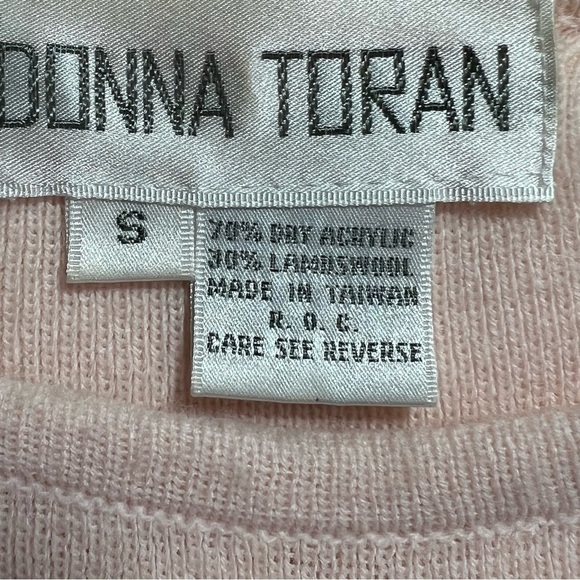 DONNA TORAN
S
70% DRY ACRYLIC
30% LAMBSWOOL
MADE IN TAIWAN
R. O. C.
CARE SEE REVERSE